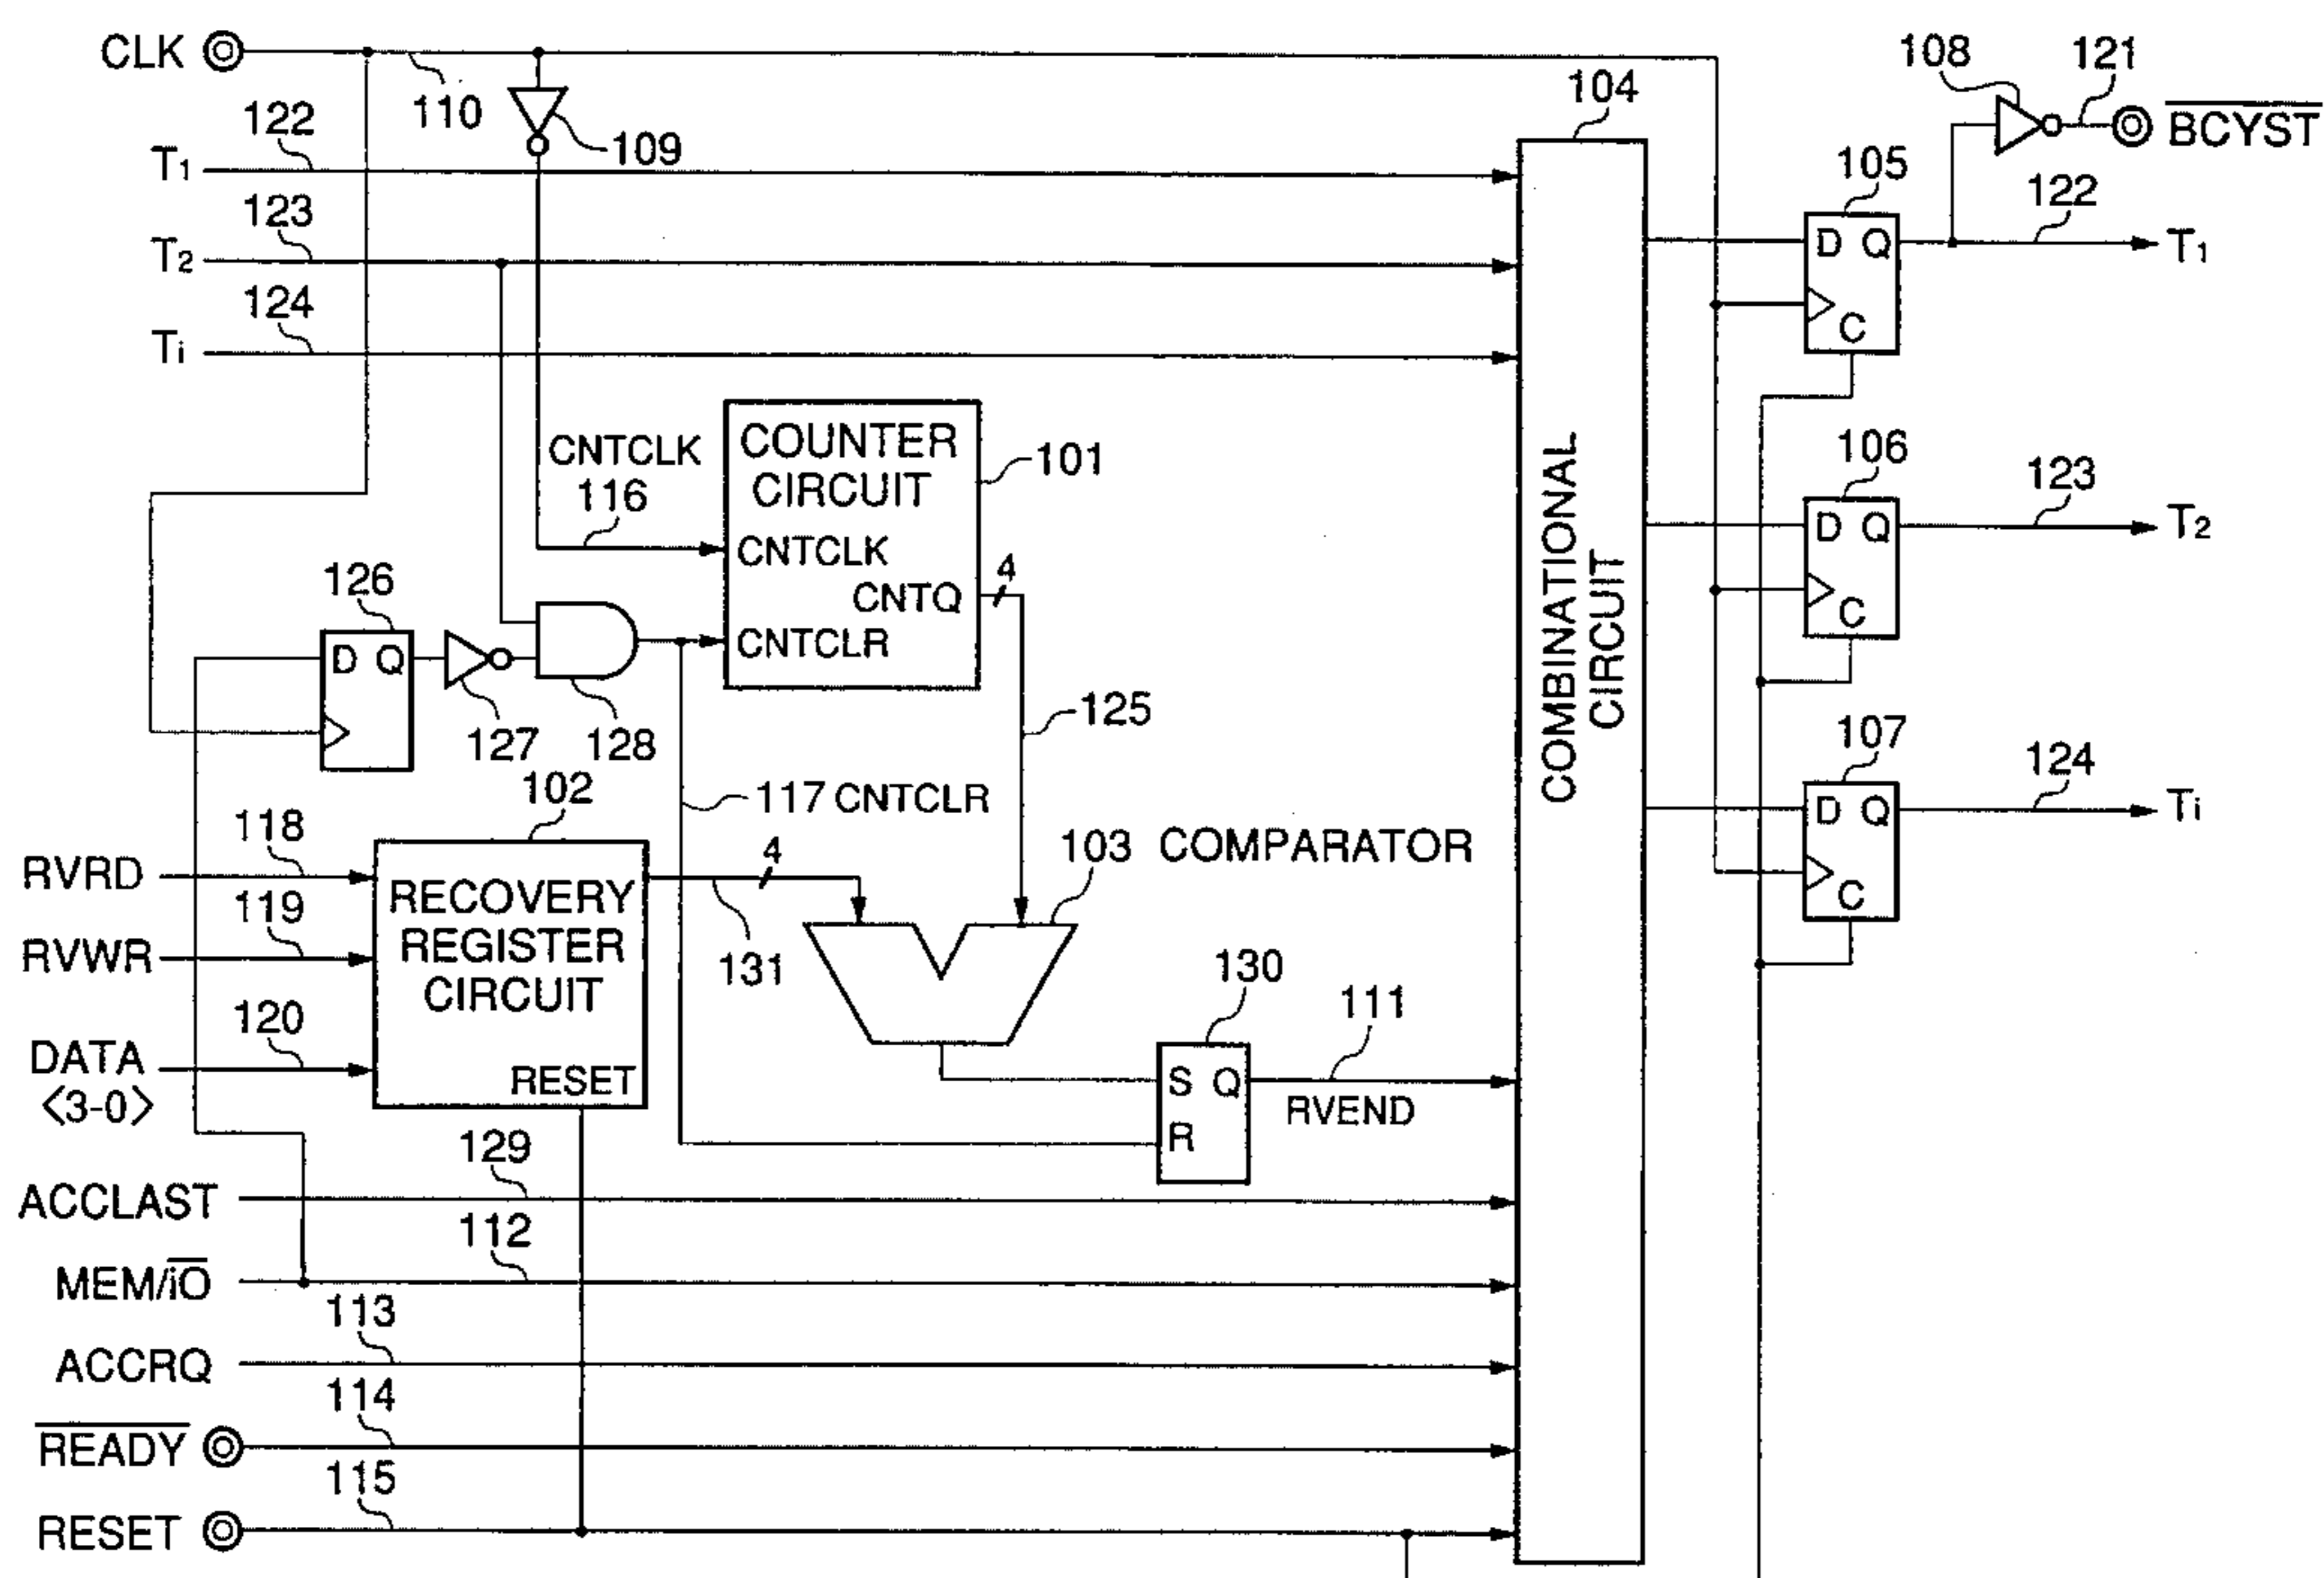 CLK
110
109
104
108
121
BCYST
122
T1
105
D Q
C
122
T1
123
T2
124
Ti
COUNTER
CIRCUIT
101
CNTCLK
116
CNTCLK
CNTQ
4
CNTCLR
COMBINATIONAL
CIRCUIT
106
D Q
C
123
T2
126
D Q
127
128
125
117 CNTCLR
107
D Q
C
124
Ti
102
RVRD
118
RVWR
119
DATA
<3-0>
120
RECOVERY
REGISTER
CIRCUIT
RESET
4
131
103 COMPARATOR
130
S Q
R
111
RVEND
ACCLAST
129
MEM/iO
112
ACCRQ
113
READY
114
RESET
115